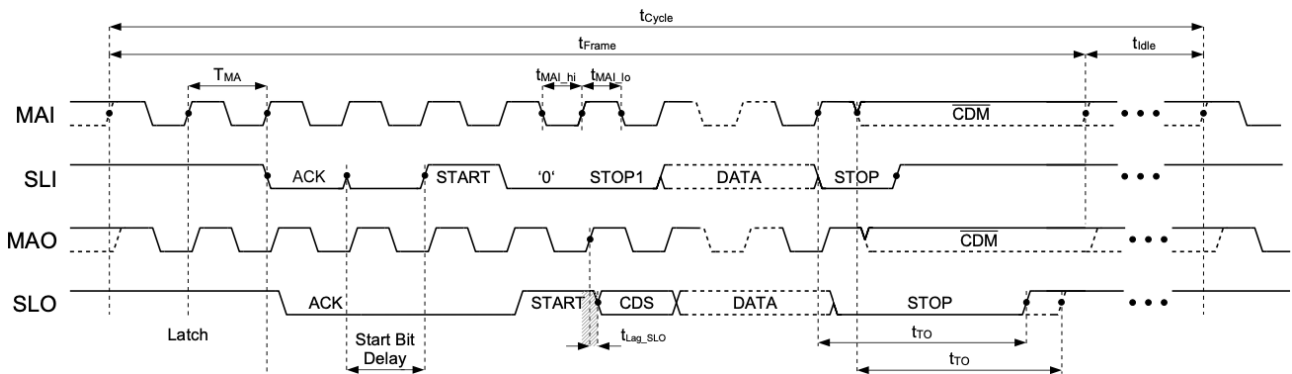 tCycle
tFrame tIdle
TMA tMAI_hi tMAI_lo
MAI CDM
SLI ACK START '0' STOP1 DATA STOP
MAO CDM
SLO ACK START CDS DATA STOP
Latch Start Bit Delay tLag_SLO tTO
tTO